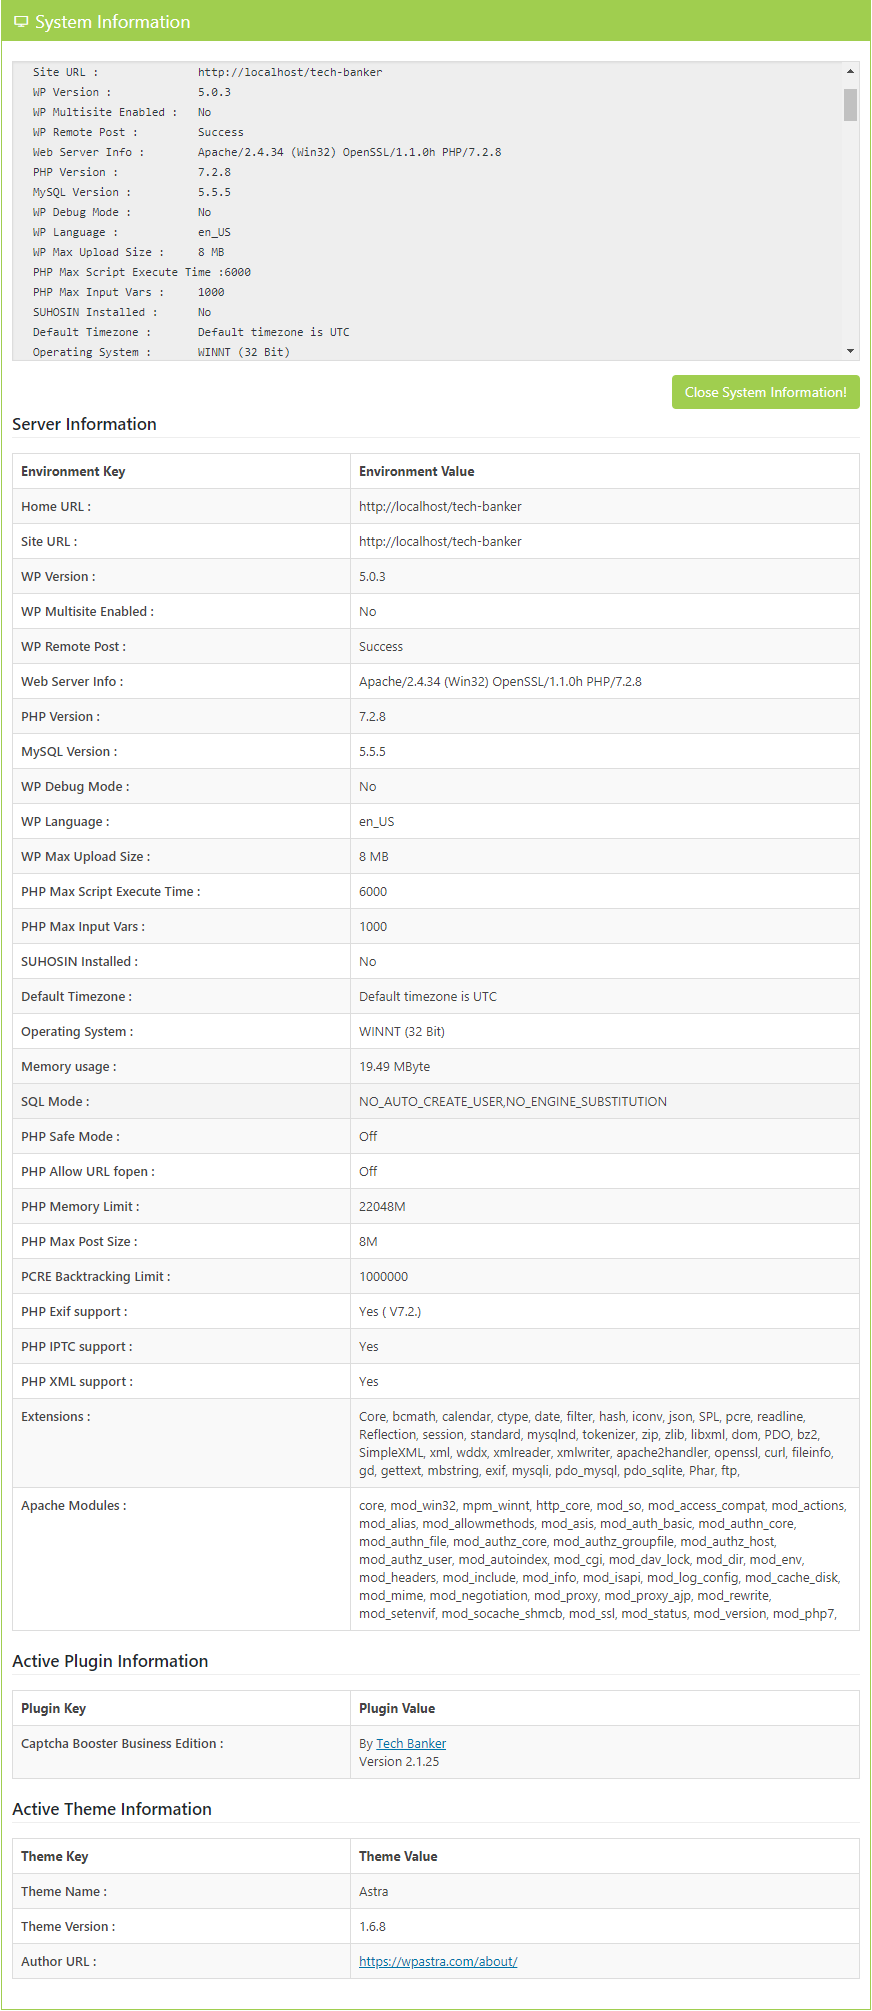 System Information
Site URL : http://localhost/tech-banker
WP Version : 5.0.3
WP Multisite Enabled : No
WP Remote Post : Success
Web Server Info : Apache/2.4.34 (Win32) OpenSSL/1.1.0h PHP/7.2.8
PHP Version : 7.2.8
MySQL Version : 5.5.5
WP Debug Mode : No
WP Language : en_US
WP Max Upload Size : 8 MB
PHP Max Script Execute Time :6000
PHP Max Input Vars : 1000
SUHOSIN Installed : No
Default Timezone : Default timezone is UTC
Operating System : WINNT (32 Bit)
Close System Information!
Server Information
Environment Key Environment Value
Home URL : http://localhost/tech-banker
Site URL : http://localhost/tech-banker
WP Version : 5.0.3
WP Multisite Enabled : No
WP Remote Post : Success
Web Server Info : Apache/2.4.34 (Win32) OpenSSL/1.1.0h PHP/7.2.8
PHP Version : 7.2.8
MySQL Version : 5.5.5
WP Debug Mode : No
WP Language : en_US
WP Max Upload Size : 8 MB
PHP Max Script Execute Time : 6000
PHP Max Input Vars : 1000
SUHOSIN Installed : No
Default Timezone : Default timezone is UTC
Operating System : WINNT (32 Bit)
Memory usage : 19.49 MByte
SQL Mode : NO_AUTO_CREATE_USER,NO_ENGINE_SUBSTITUTION
PHP Safe Mode : Off
PHP Allow URL fopen : Off
PHP Memory Limit : 22048M
PHP Max Post Size : 8M
PCRE Backtracking Limit : 1000000
PHP Exif support : Yes ( V7.2.)
PHP IPTC support : Yes
PHP XML support : Yes
Extensions : Core, bcmath, calendar, ctype, date, filter, hash, iconv, json, SPL, pcre, readline,
Reflection, session, standard, mysqlnd, tokenizer, zip, zlib, libxml, dom, PDO, bz2,
SimpleXML, xml, wddx, xmlreader, xmlwriter, apache2handler, openssl, curl, fileinfo,
gd, gettext, mbstring, exif, mysqli, pdo_mysql, pdo_sqlite, Phar, ftp,
Apache Modules : core, mod_win32, mpm_winnt, http_core, mod_so, mod_access_compat, mod_actions,
mod_alias, mod_allowmethods, mod_asis, mod_auth_basic, mod_authn_core,
mod_authn_file, mod_authz_core, mod_authz_groupfile, mod_authz_host,
mod_authz_user, mod_autoindex, mod_cgi, mod_dav_lock, mod_dir, mod_env,
mod_headers, mod_include, mod_info, mod_isapi, mod_log_config, mod_cache_disk,
mod_mime, mod_negotiation, mod_proxy, mod_proxy_ajp, mod_rewrite,
mod_setenvif, mod_socache_shmcb, mod_ssl, mod_status, mod_version, mod_php7,
Active Plugin Information
Plugin Key Plugin Value
Captcha Booster Business Edition : By Tech Banker
Version 2.1.25
Active Theme Information
Theme Key Theme Value
Theme Name : Astra
Theme Version : 1.6.8
Author URL : https://wpastra.com/about/